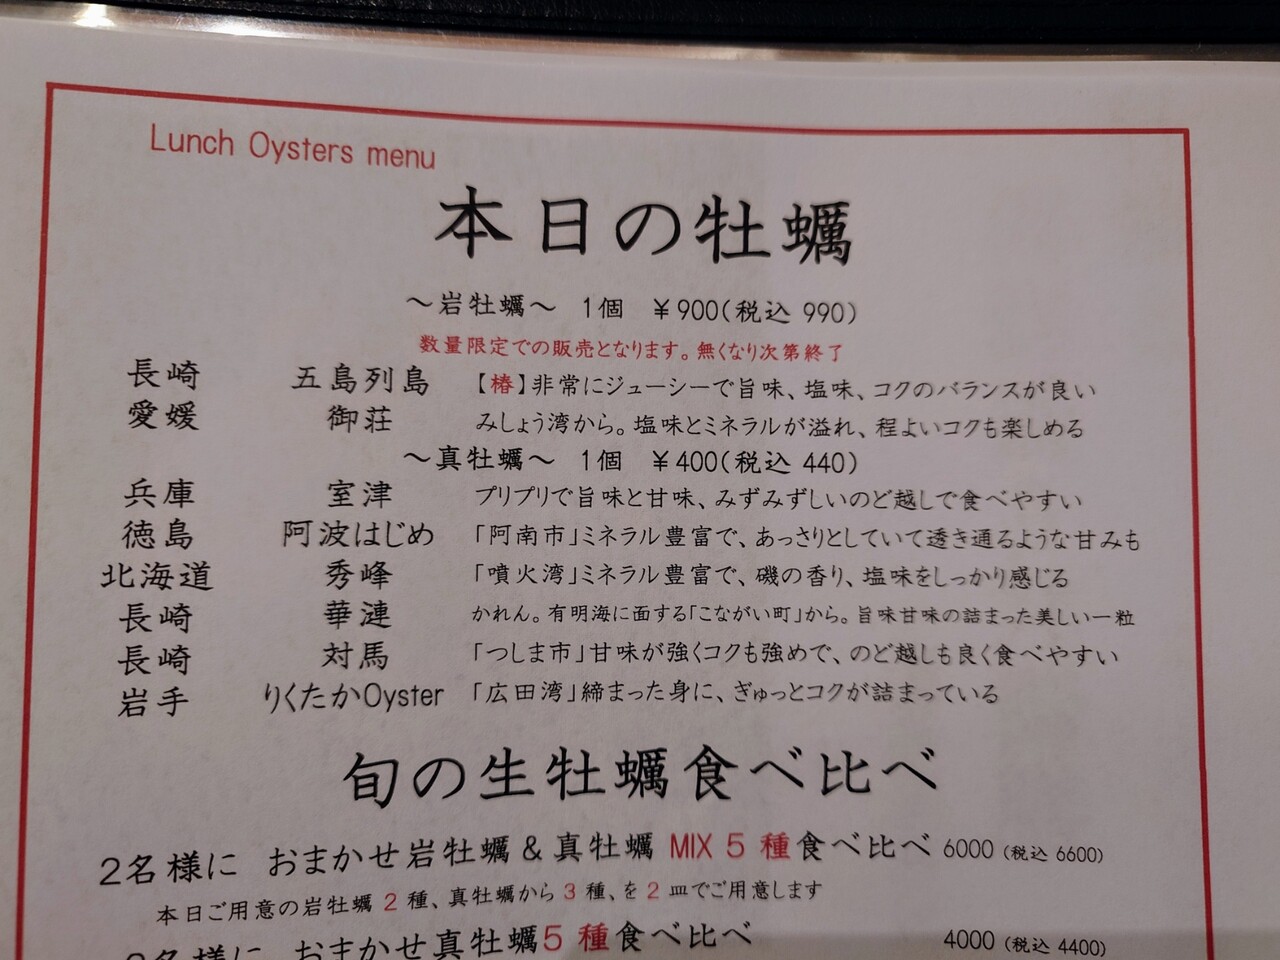 Lunch Oysters menu
本日の牡蠣
～岩牡蠣～ 1個 ¥900(税込 990)
数量限定での販売となります。無くなり次第終了
長崎 五島列島 【椿】非常にジューシーで旨味、塩味、コクのバランスが良い
愛媛 御荘 みしょう湾から。塩味とミネラルが溢れ、程よいコクも楽しめる
～真牡蠣～ 1個 ¥400(税込 440)
兵庫 室津 プリプリで旨味と甘味、みずみずしいのど越しで食べやすい
徳島 阿波はじめ 「阿南市」ミネラル豊富で、あっさりとしていて透き通るような甘みも
北海道 秀峰 「噴火湾」ミネラル豊富で、磯の香り、塩味をしっかり感じる
長崎 華漣 かれん。有明海に面する「こながい町」から。旨味甘味の詰まった美しい一粒
長崎 対馬 「つしま市」甘味が強くコクも強めで、のど越しも良く食べやすい
岩手 りくたかOyster 「広田湾」締まった身に、ぎゅっとコクが詰まっている
旬の生牡蠣食べ比べ
2名様に おまかせ岩牡蠣&真牡蠣 MIX 5 種食べ比べ 6000 (税込 6600)
本日ご用意の岩牡蠣 2 種、真牡蠣から 3 種、を 2 皿でご用意します
2名様に おまかせ真牡蠣5 種食べ比べ 4000 (税込 4400)